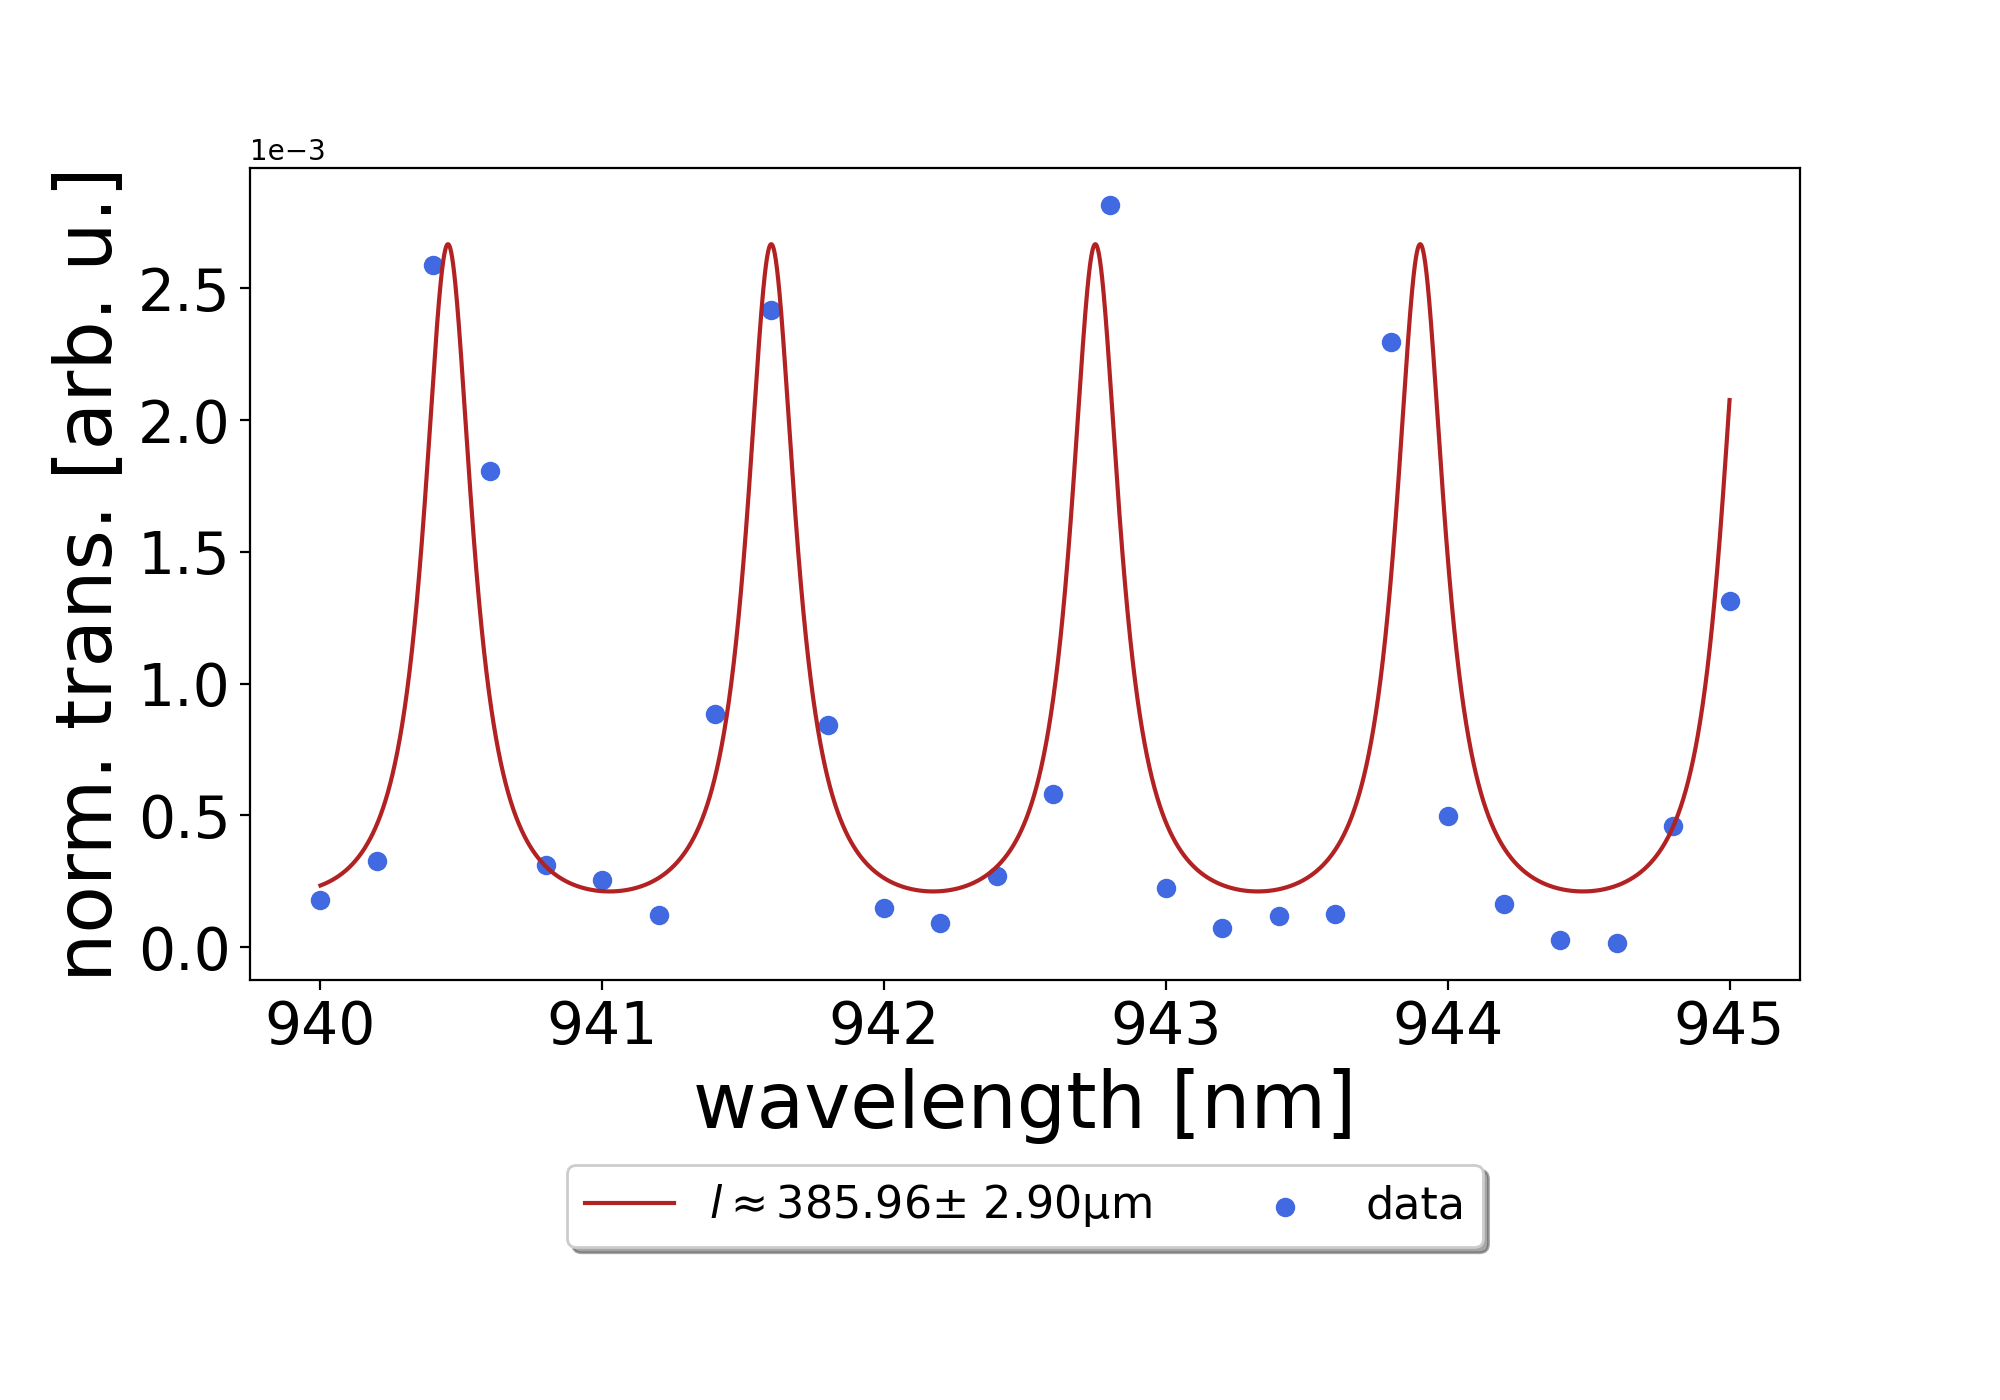 1e−3
norm. trans. [arb. u.]
2.5
2.0
1.5
1.0
0.5
0.0
940 941 942 943 944 945
wavelength [nm]
l ≈ 385.96± 2.90μm data